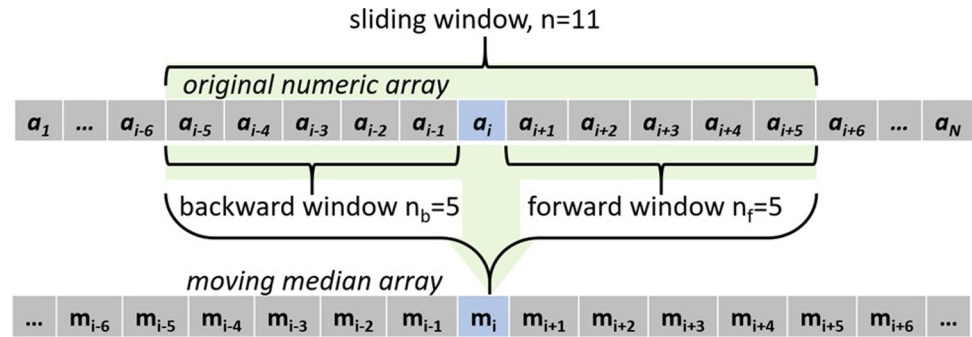 sliding window, n=11
original numeric array
a₁ ... aᵢ₋₆ aᵢ₋₅ aᵢ₋₄ aᵢ₋₃ aᵢ₋₂ aᵢ₋₁ aᵢ aᵢ₊₁ aᵢ₊₂ aᵢ₊₃ aᵢ₊₄ aᵢ₊₅ aᵢ₊₆ ... a_N
backward window n_b=5 forward window n_f=5
moving median array
... mᵢ₋₆ mᵢ₋₅ mᵢ₋₄ mᵢ₋₃ mᵢ₋₂ mᵢ₋₁ mᵢ mᵢ₊₁ mᵢ₊₂ mᵢ₊₃ mᵢ₊₄ mᵢ₊₅ mᵢ₊₆ ...